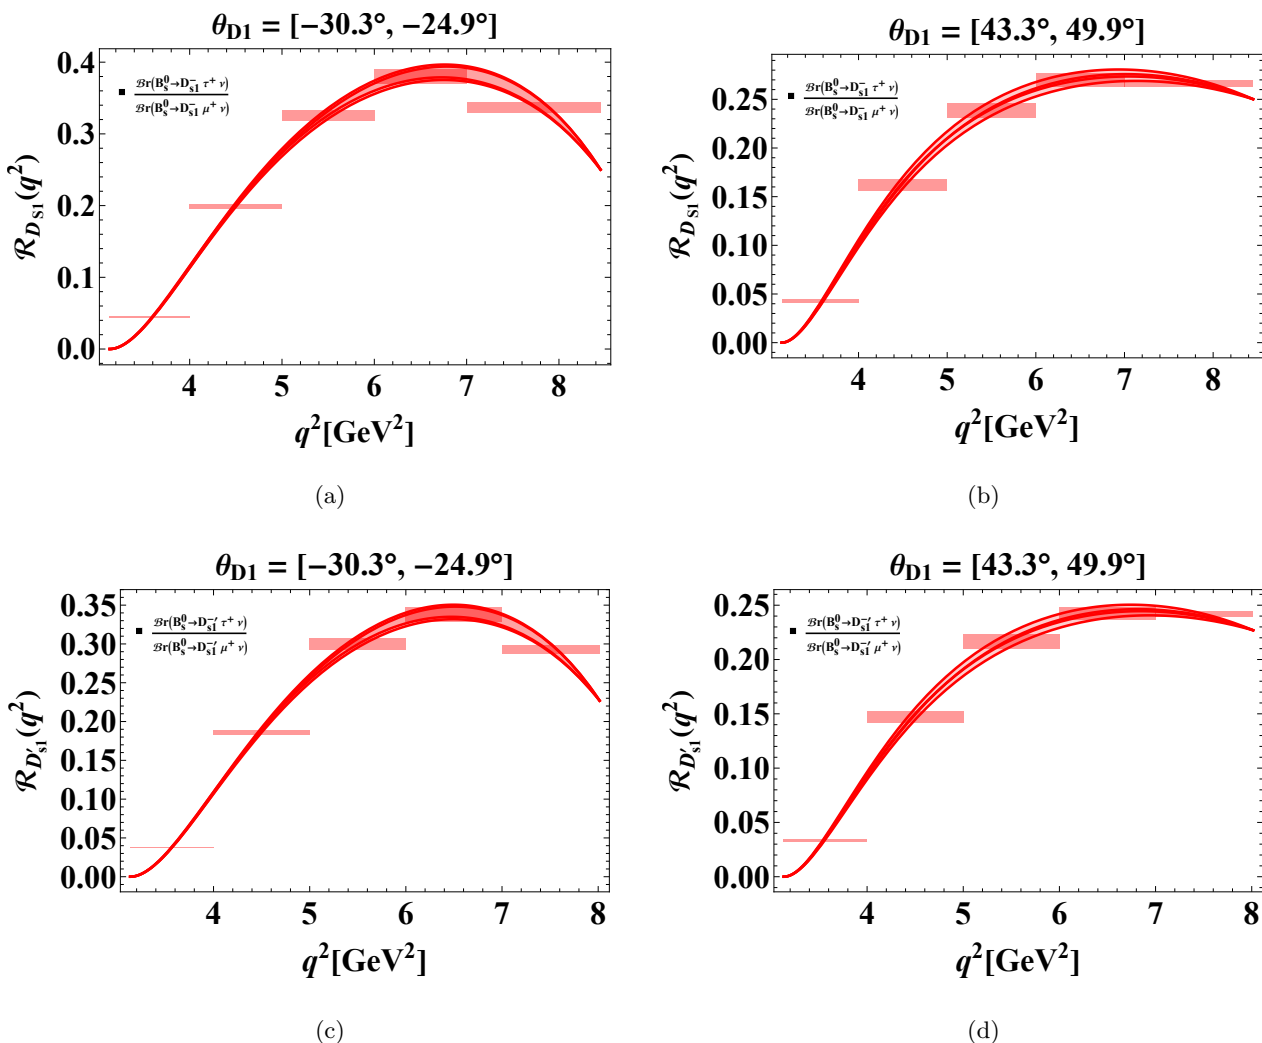 θD1 = [−30.3°, −24.9°]
ℬr(B⁰s→D⁻s1 τ⁺ ν)
ℬr(B⁰s→D⁻s1 μ⁺ ν)
0.4
0.3
0.2
0.1
0.0
ℛDS1(q²)
4 5 6 7 8
q²[GeV²]
(a)
θD1 = [43.3°, 49.9°]
ℬr(B⁰s→D⁻s1 τ⁺ ν)
ℬr(B⁰s→D⁻s1 μ⁺ ν)
0.25
0.20
0.15
0.10
0.05
0.00
ℛDS1(q²)
4 5 6 7 8
q²[GeV²]
(b)
θD1 = [−30.3°, −24.9°]
ℬr(B⁰s→D⁻′s1 τ⁺ ν)
ℬr(B⁰s→D⁻′s1 μ⁺ ν)
0.35
0.30
0.25
0.20
0.15
0.10
0.05
0.00
ℛD′s1(q²)
4 5 6 7 8
q²[GeV²]
(c)
θD1 = [43.3°, 49.9°]
ℬr(B⁰s→D⁻′s1 τ⁺ ν)
ℬr(B⁰s→D⁻′s1 μ⁺ ν)
0.25
0.20
0.15
0.10
0.05
0.00
ℛD′s1(q²)
4 5 6 7 8
q²[GeV²]
(d)